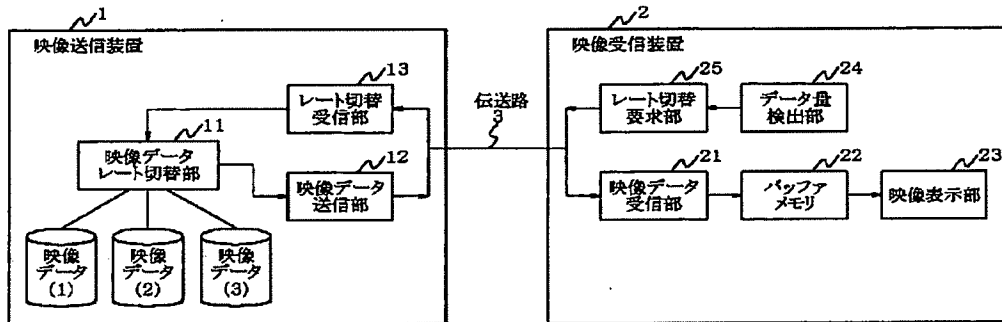 1
映像送信装置
13
レート切替
受信部
11
映像データ
レート切替部
12
映像データ
送信部
映像
データ
(1)
映像
データ
(2)
映像
データ
(3)
伝送路
3
2
映像受信装置
25
レート切替
要求部
24
データ量
検出部
21
映像データ
受信部
22
バッファ
メモリ
23
映像表示部